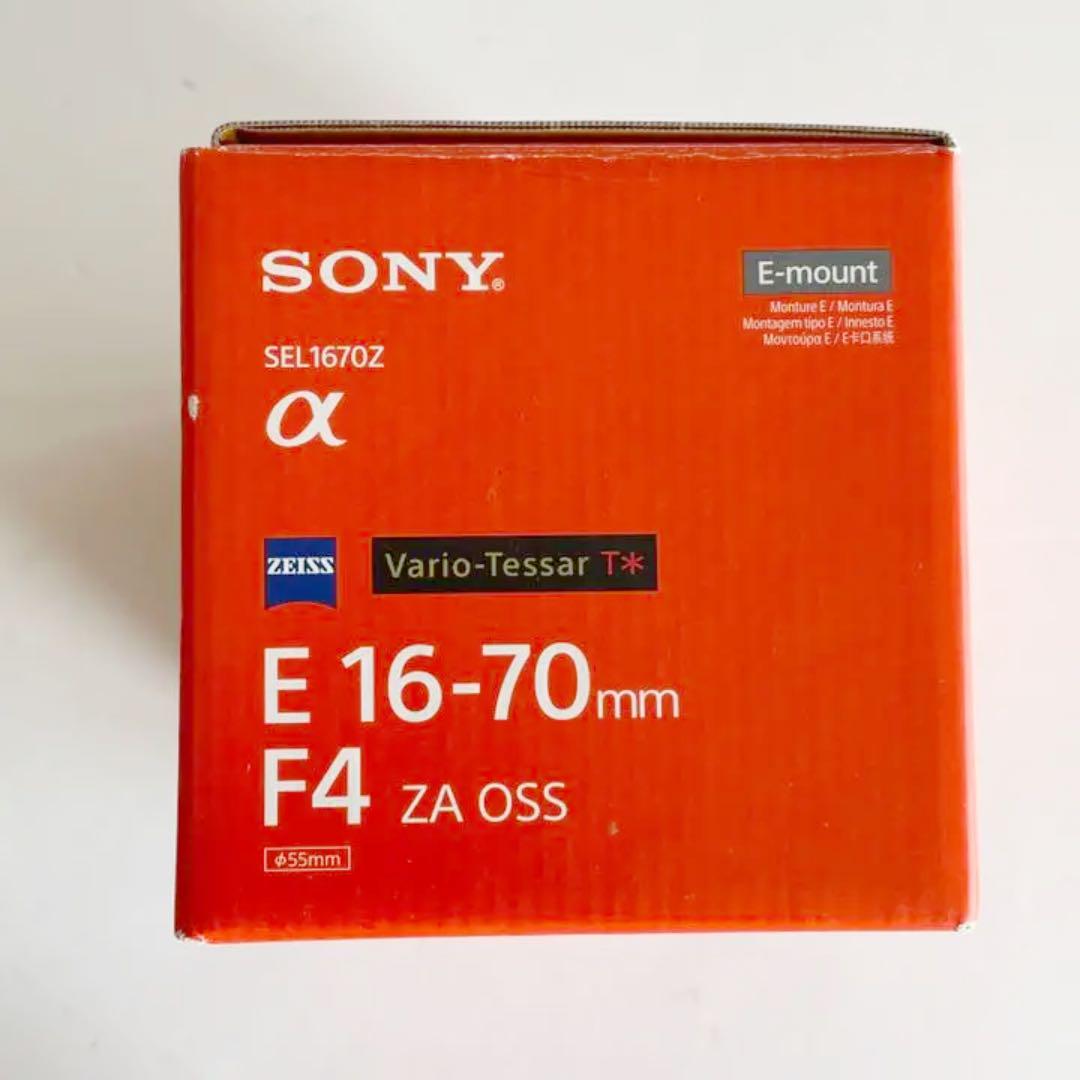 SONY®
E-mount
Monture E / Montura E
Montagem tipo E / Innesto E
Μοντούρα E / E卡口系统
SEL1670Z
α
ZEISS
Vario-Tessar T*
E 16-70mm
F4 ZA OSS
φ55mm